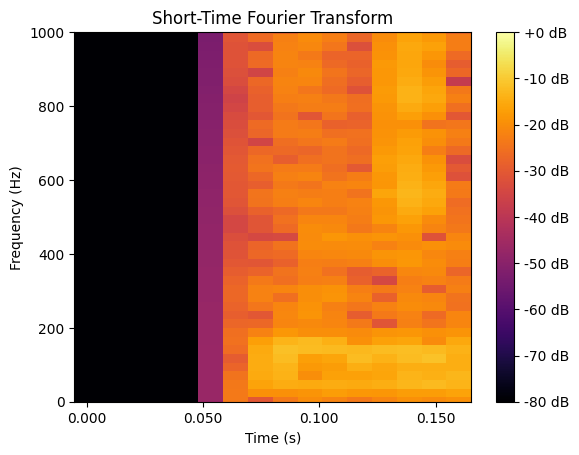 Short-Time Fourier Transform
1000
800
600
400
200
0
Frequency (Hz)
0.000
0.050
0.100
0.150
Time (s)
+0 dB
-10 dB
-20 dB
-30 dB
-40 dB
-50 dB
-60 dB
-70 dB
-80 dB